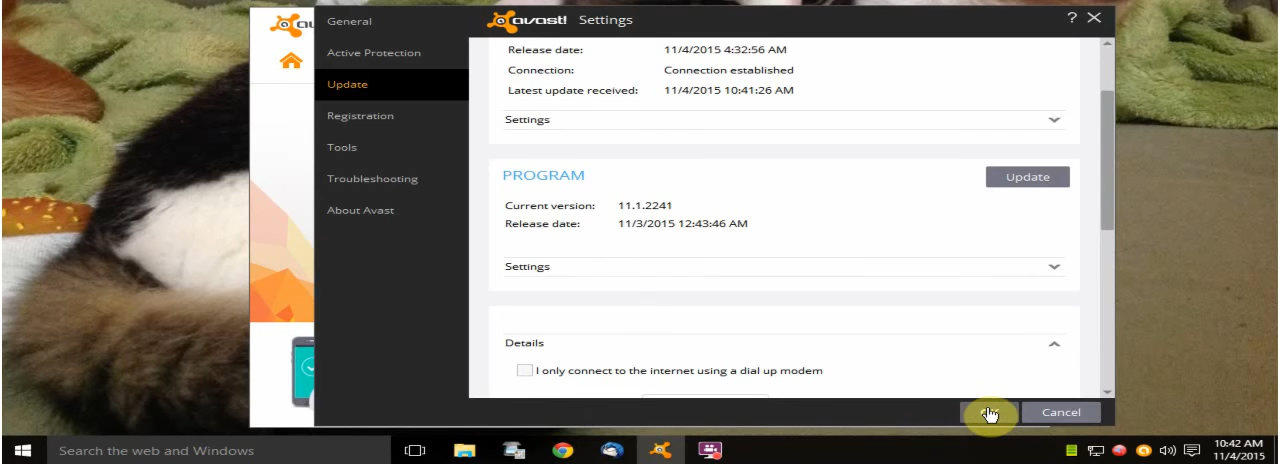 General
avast! Settings
?
Active Protection
Update
Registration
Tools
Troubleshooting
About Avast
Release date: 11/4/2015 4:32:56 AM
Connection: Connection established
Latest update received: 11/4/2015 10:41:26 AM
Settings
PROGRAM
Update
Current version: 11.1.2241
Release date: 11/3/2015 12:43:46 AM
Settings
Details
I only connect to the internet using a dial up modem
Cancel
Search the web and Windows
10:42 AM
11/4/2015